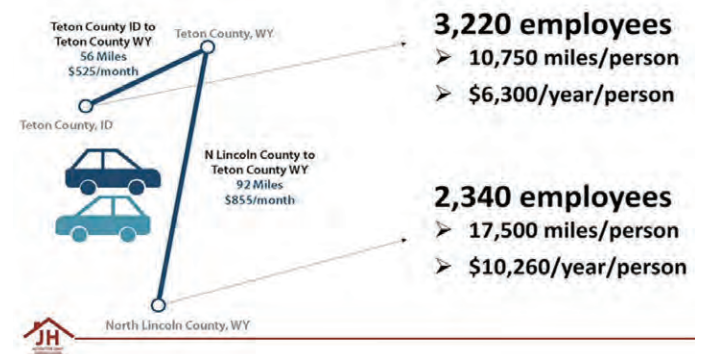 Teton County ID to
Teton County WY
56 Miles
$525/month
Teton County, WY
Teton County, ID
N Lincoln County to
Teton County WY
92 Miles
$855/month
North Lincoln County, WY
3,220 employees
➢ 10,750 miles/person
➢ $6,300/year/person
2,340 employees
➢ 17,500 miles/person
➢ $10,260/year/person
JH